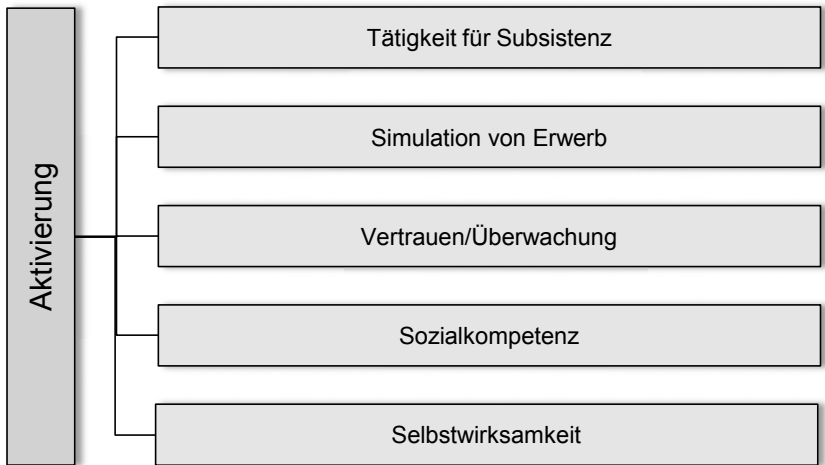 Aktivierung
Tätigkeit für Subsistenz
Simulation von Erwerb
Vertrauen/Überwachung
Sozialkompetenz
Selbstwirksamkeit